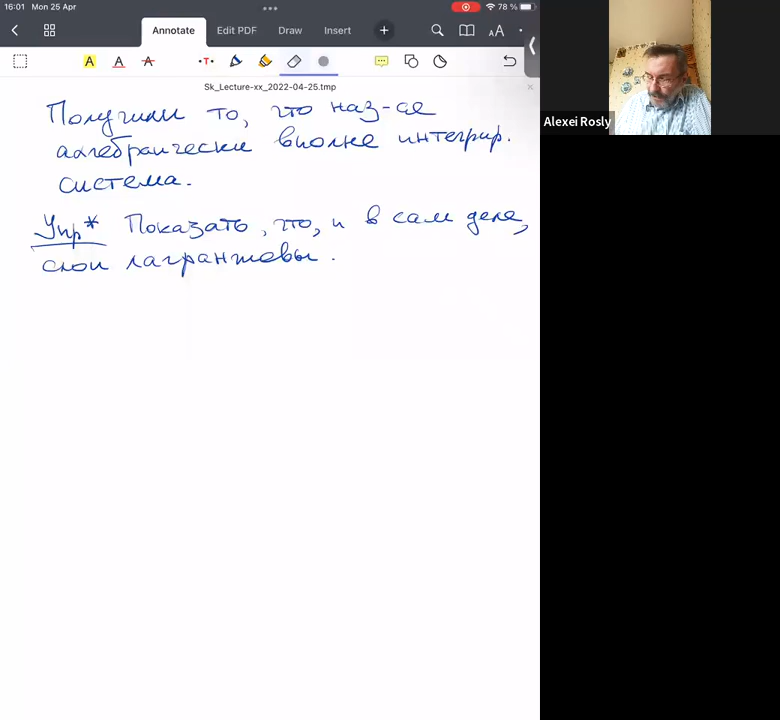 16:01 Mon 25 Apr
78 %
Annotate Edit PDF Draw Insert
Sk_Lecture-xx_2022-04-25.tmp
Получили то, что наз-ся
алгебраически вполне интегрир.
система.
Упр* Показать, что, и в сам деле,
слои лагранжевы.
Alexei Rosly